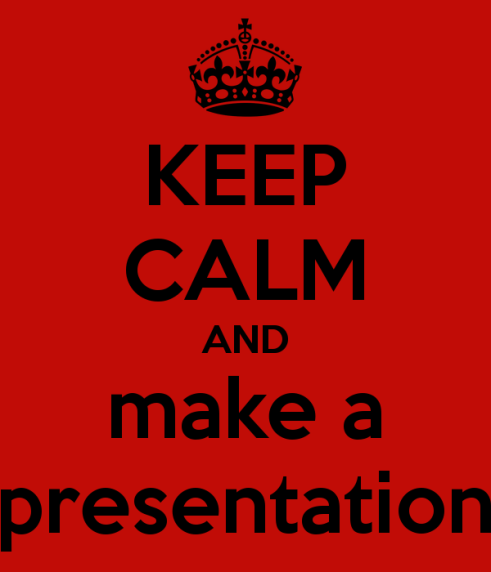 KEEP
CALM
AND
make a
presentation